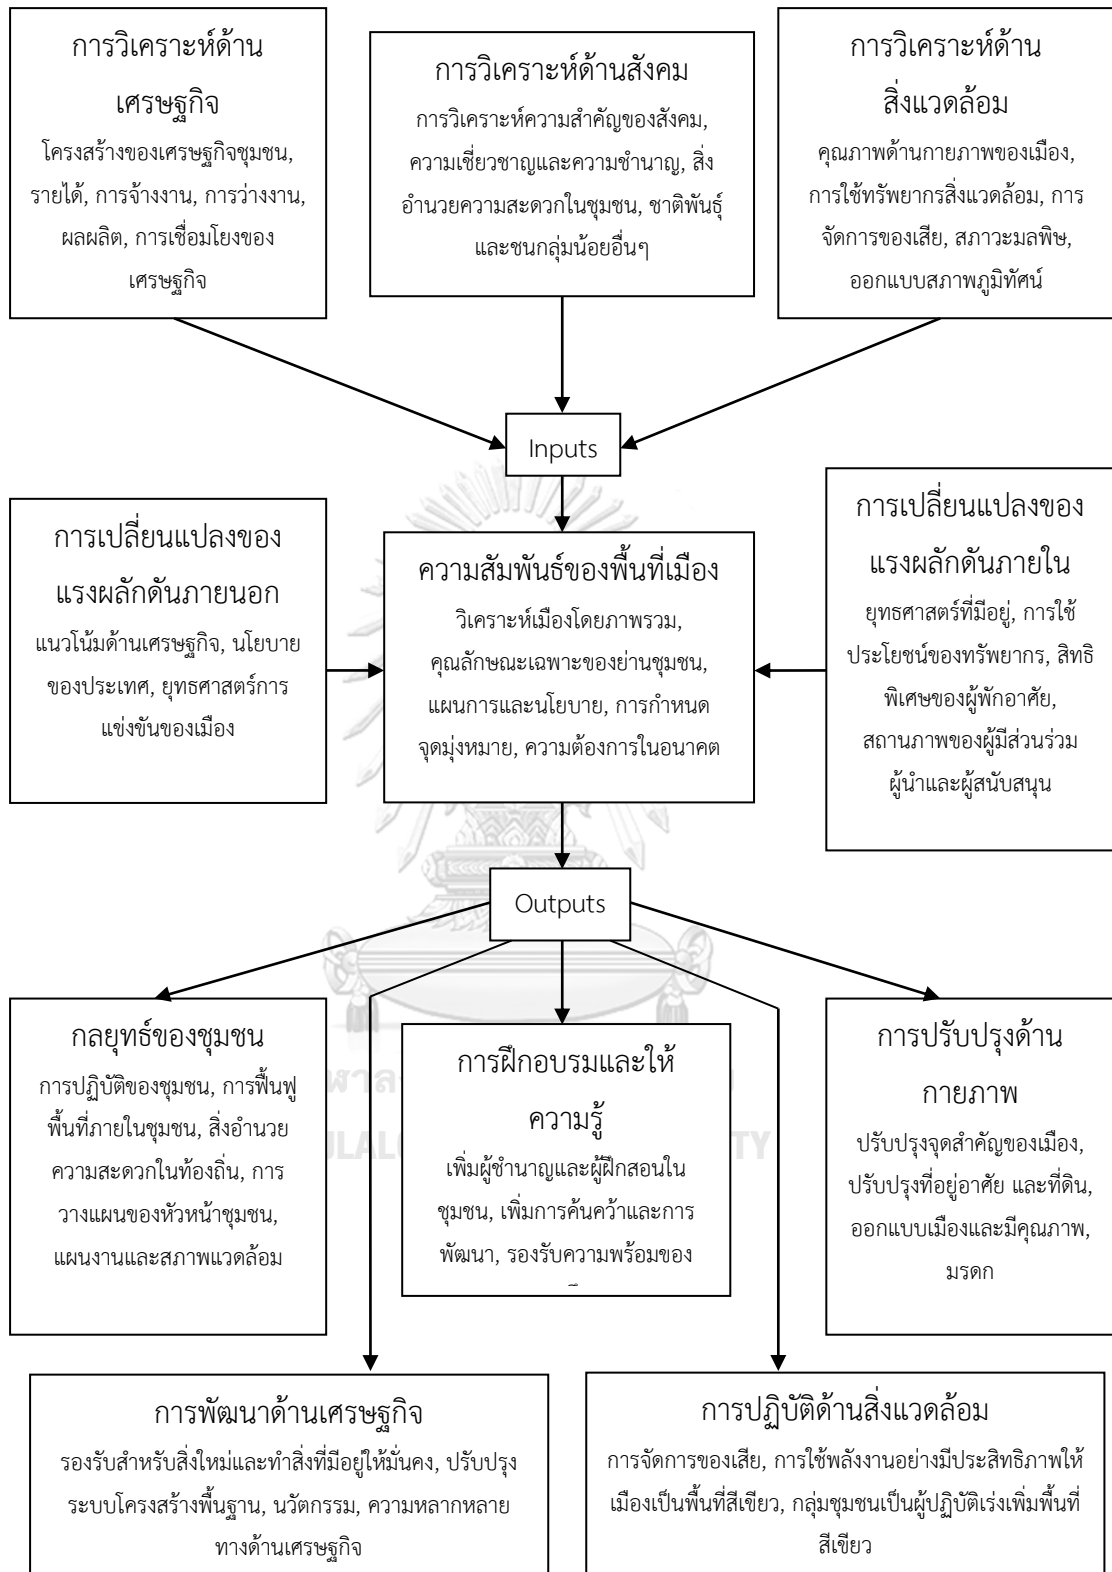 การวิเคราะห์ด้าน
เศรษฐกิจ
โครงสร้างของเศรษฐกิจชุมชน,
รายได้, การจ้างงาน, การว่างงาน,
ผลผลิต, การเชื่อมโยงของ
เศรษฐกิจ
การวิเคราะห์ด้านสังคม
การวิเคราะห์ความสำคัญของสังคม,
ความเชี่ยวชาญและความชำนาญ, สิ่ง
อำนวยความสะดวกในชุมชน, ชาติพันธุ์
และชนกลุ่มน้อยอื่นๆ
การวิเคราะห์ด้าน
สิ่งแวดล้อม
คุณภาพด้านกายภาพของเมือง,
การใช้ทรัพยากรสิ่งแวดล้อม, การ
จัดการของเสีย, สภาวะมลพิษ,
ออกแบบสภาพภูมิทัศน์
Inputs
การเปลี่ยนแปลงของ
แรงผลักดันภายนอก
แนวโน้มด้านเศรษฐกิจ, นโยบาย
ของประเทศ, ยุทธศาสตร์การ
แข่งขันของเมือง
ความสัมพันธ์ของพื้นที่เมือง
วิเคราะห์เมืองโดยภาพรวม,
คุณลักษณะเฉพาะของย่านชุมชน,
แผนการและนโยบาย, การกำหนด
จุดมุ่งหมาย, ความต้องการในอนาคต
การเปลี่ยนแปลงของ
แรงผลักดันภายใน
ยุทธศาสตร์ที่มีอยู่, การใช้
ประโยชน์ของทรัพยากร, สิทธิ
พิเศษของผู้พักอาศัย,
สถานภาพของผู้มีส่วนร่วม
ผู้นำและผู้สนับสนุน
Outputs
กลยุทธ์ของชุมชน
การปฏิบัติของชุมชน, การฟื้นฟู
พื้นที่ภายในชุมชน, สิ่งอำนวย
ความสะดวกในท้องถิ่น, การ
วางแผนของหัวหน้าชุมชน,
แผนงานและสภาพแวดล้อม
การฝึกอบรมและให้
ความรู้
เพิ่มผู้ชำนาญและผู้ฝึกสอนใน
ชุมชน, เพิ่มการค้นคว้าและการ
พัฒนา, รองรับความพร้อมของ
การปรับปรุงด้าน
กายภาพ
ปรับปรุงจุดสำคัญของเมือง,
ปรับปรุงที่อยู่อาศัย และที่ดิน,
ออกแบบเมืองและมีคุณภาพ,
มรดก
การพัฒนาด้านเศรษฐกิจ
รองรับสำหรับสิ่งใหม่และทำสิ่งที่มีอยู่ให้มั่นคง, ปรับปรุง
ระบบโครงสร้างพื้นฐาน, นวัตกรรม, ความหลากหลาย
ทางด้านเศรษฐกิจ
การปฏิบัติด้านสิ่งแวดล้อม
การจัดการของเสีย, การใช้พลังงานอย่างมีประสิทธิภาพให้
เมืองเป็นพื้นที่สีเขียว, กลุ่มชุมชนเป็นผู้ปฏิบัติเร่งเพิ่มพื้นที่
สีเขียว